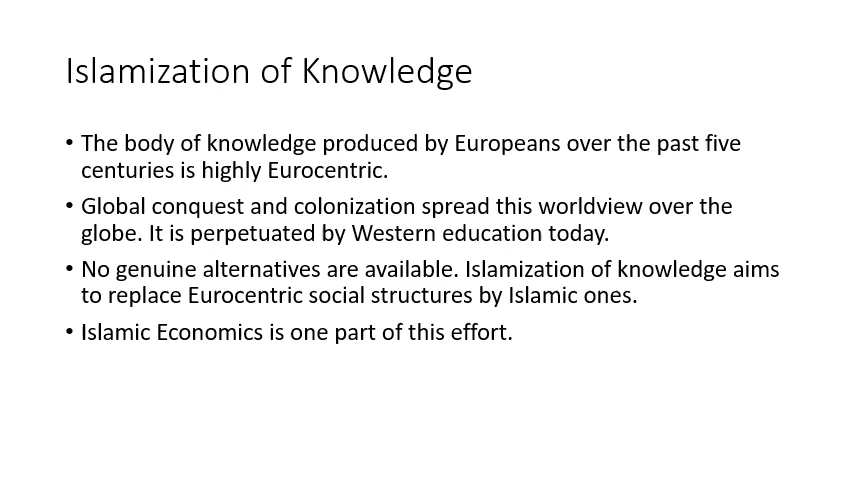 Islamization of Knowledge
• The body of knowledge produced by Europeans over the past five
centuries is highly Eurocentric.
• Global conquest and colonization spread this worldview over the
globe. It is perpetuated by Western education today.
• No genuine alternatives are available. Islamization of knowledge aims
to replace Eurocentric social structures by Islamic ones.
• Islamic Economics is one part of this effort.